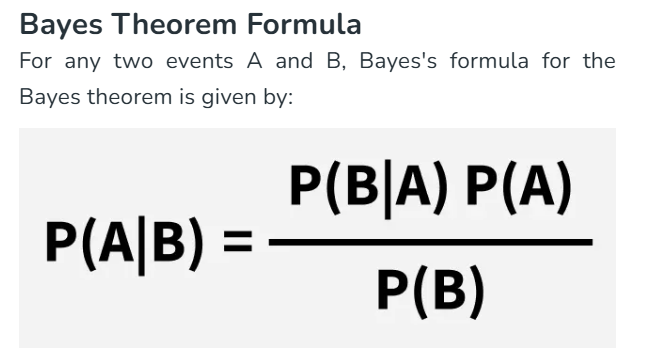 Bayes Theorem Formula
For any two events A and B, Bayes's formula for the
Bayes theorem is given by:
P(A|B) = P(B|A) P(A)
P(B)